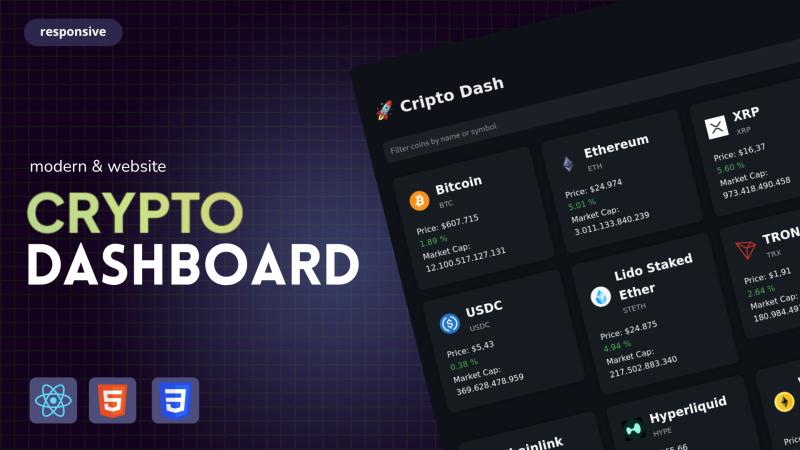 responsive
modern & website
CRYPTO
DASHBOARD
🚀 Cripto Dash
Filter coins by name or symbol
Bitcoin
BTC
Price: $607.715
1.89 %
Market Cap:
12.100.517.127.131
Ethereum
ETH
Price: $24.974
5.01 %
Market Cap:
3.011.133.840.239
XRP
XRP
Price: $16,37
5.60 %
Market Cap:
973.418.490.458
USDC
USDC
Price: $5,43
0.38 %
Market Cap:
369.628.478.959
Lido Staked
Ether
STETH
Price: $24.875
4.94 %
Market Cap:
217.502.883.340
TRON
TRX
Price: $1,91
2.64 %
Market Cap:
180.984.49
Hyperliquid
HYPE